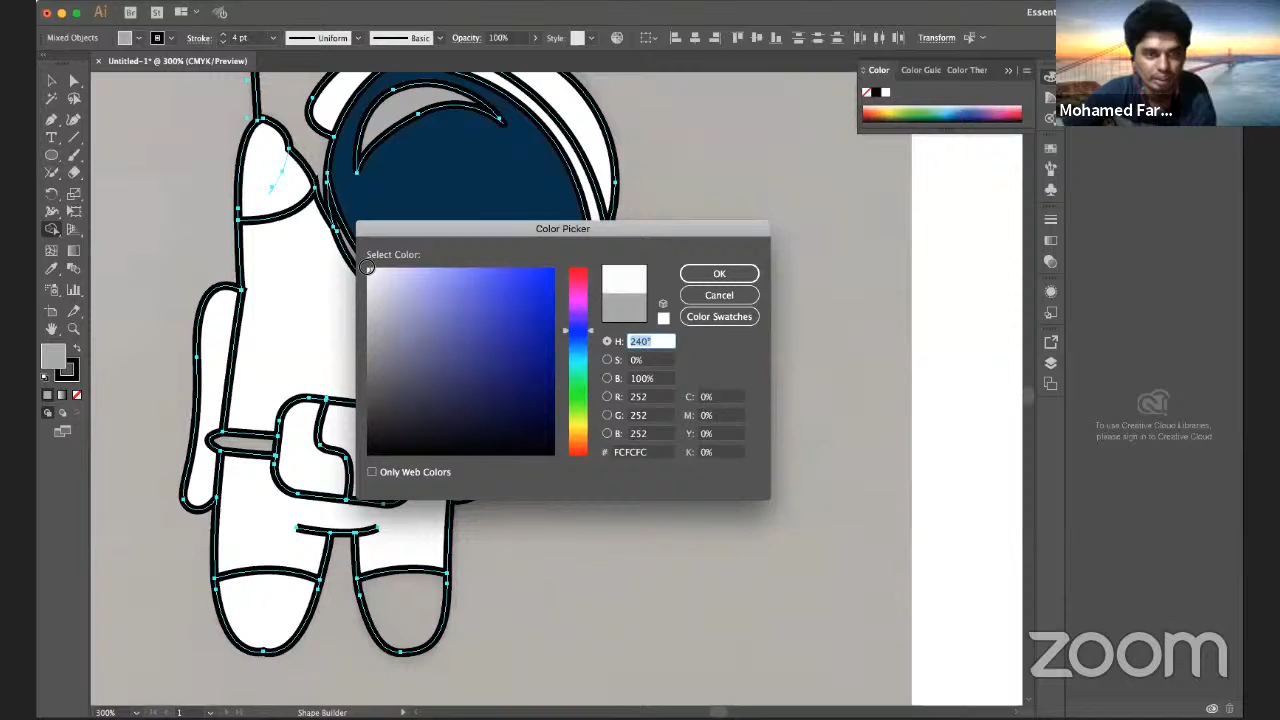 Ai Br St Essent
Mixed Objects Stroke: 4 pt. Uniform Basic Opacity: 100% Style: Transform
Untitled-1* @ 300% (CMYK/Preview)
Color Color Guic Color Ther
Mohamed Far...
T
Color Picker
Select Color:
OK
Cancel
Color Swatches
H: 240°
S: 0%
B: 100%
R: 252 C: 0%
G: 252 M: 0%
B: 252 Y: 0%
# FCFCFC K: 0%
Only Web Colors
To use Creative Cloud Libraries,
please sign in to Creative Cloud
zoom
300% 1 Shape Builder